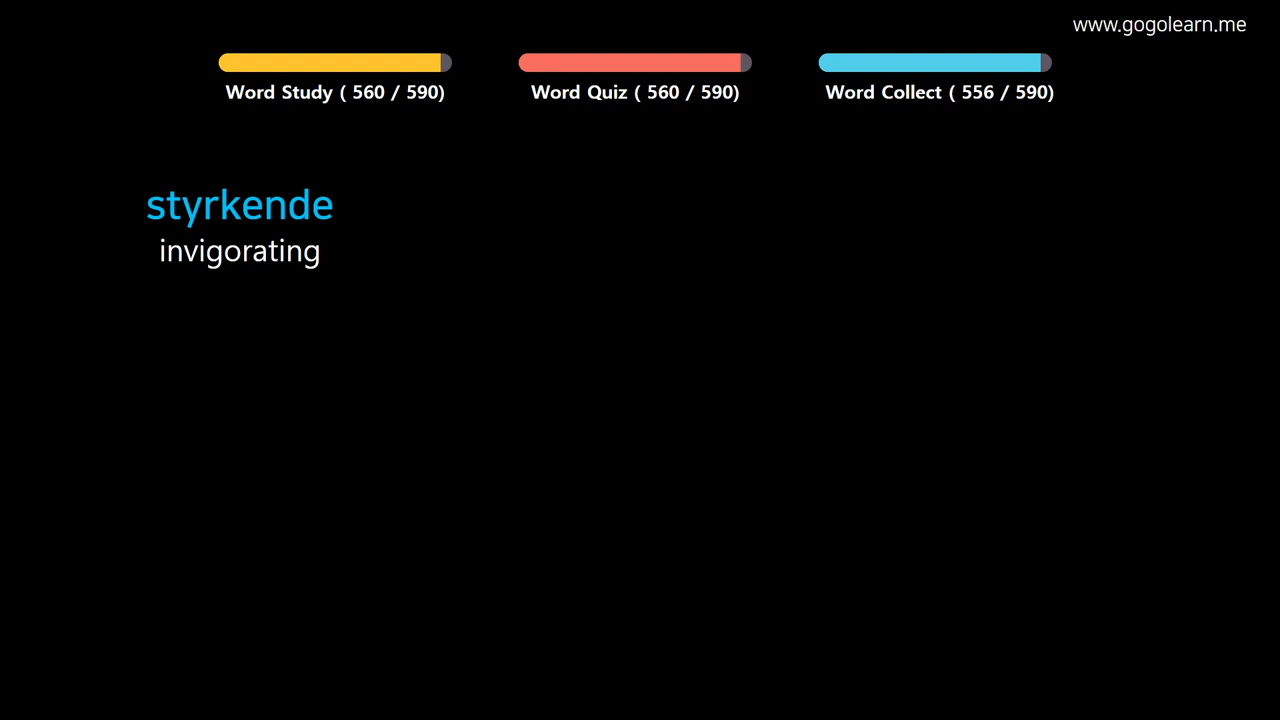 www.gogolearn.me
Word Study ( 560 / 590)
Word Quiz ( 560 / 590)
Word Collect ( 556 / 590)
styrkende
invigorating